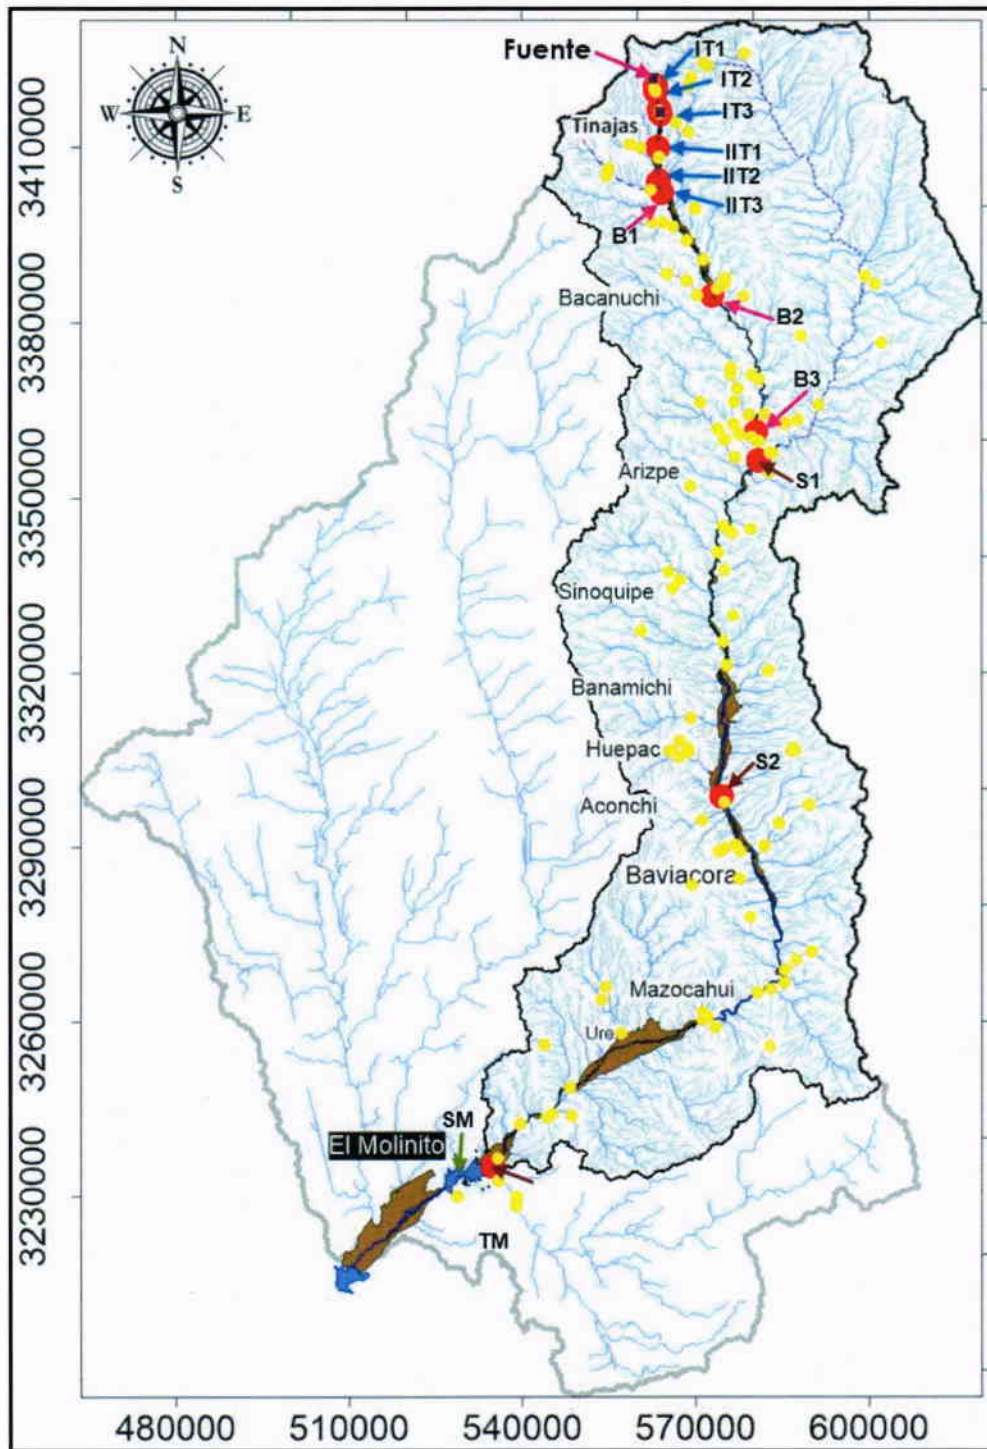 N
Fuente
IT1
IT2
W
E
IT3
Tinajas
S
IIT1
IIT2
IIT3
B1
Bacanuchi
B2
B3
Arizpe
S1
Sinoquipe
Banamichi
Huepac
S2
Aconchi
Baviacora
Mazocahui
Ure
SM
El Molinito
TM
3410000
3380000
3350000
3320000
3290000
3260000
3230000
480000 510000 540000 570000 600000